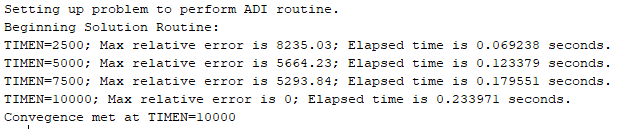 Setting up problem to perform ADI routine.
Beginning Solution Routine:
TIMEN=2500; Max relative error is 8235.03; Elapsed time is 0.069238 seconds.
TIMEN=5000; Max relative error is 5664.23; Elapsed time is 0.123379 seconds.
TIMEN=7500; Max relative error is 5293.84; Elapsed time is 0.179551 seconds.
TIMEN=10000; Max relative error is 0; Elapsed time is 0.233971 seconds.
Convegence met at TIMEN=10000